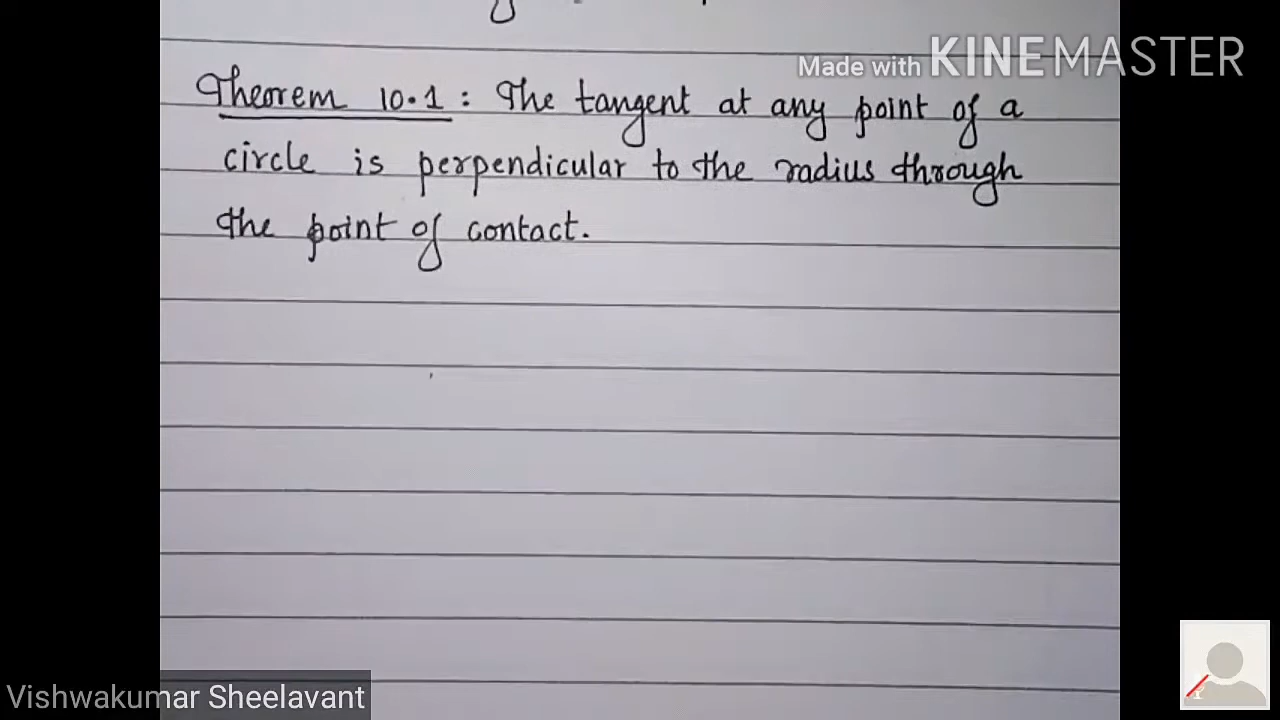 Made with KINEMASTER
Theorem 10.1 : The tangent at any point of a
circle is perpendicular to the radius through
the point of contact.
Vishwakumar Sheelavant